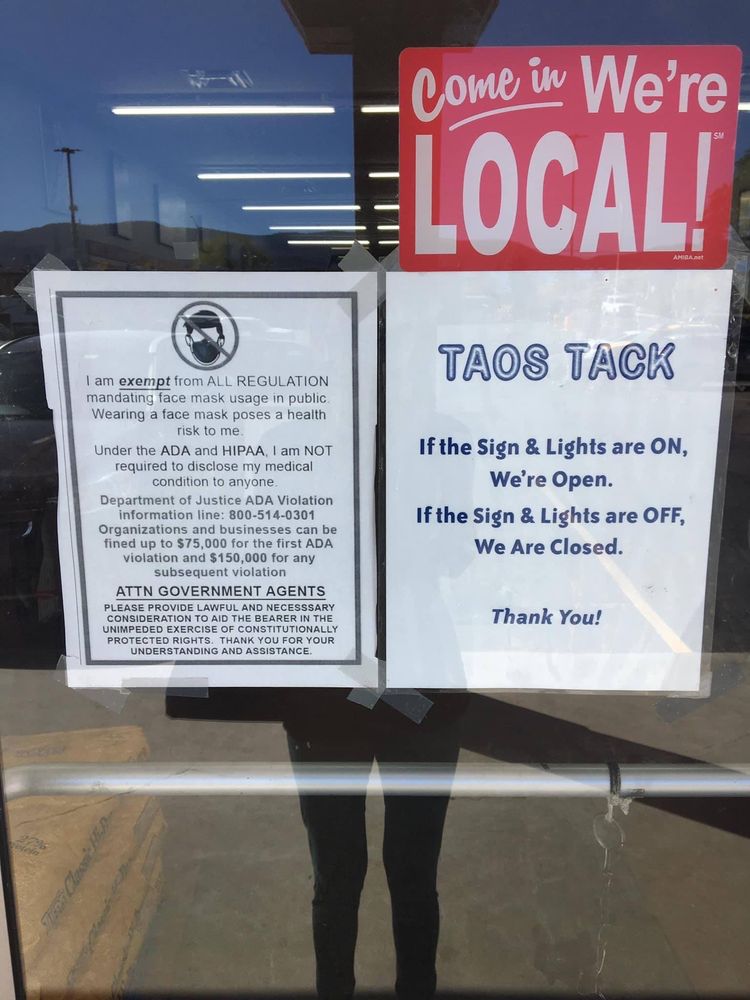 Come in We're
LOCAL!
SM
AMIBA.net
I am exempt from ALL REGULATION
mandating face mask usage in public.
Wearing a face mask poses a health
risk to me.
Under the ADA and HIPAA, I am NOT
required to disclose my medical
condition to anyone.
Department of Justice ADA Violation
information line: 800-514-0301
Organizations and businesses can be
fined up to $75,000 for the first ADA
violation and $150,000 for any
subsequent violation
ATTN GOVERNMENT AGENTS
PLEASE PROVIDE LAWFUL AND NECESSSARY
CONSIDERATION TO AID THE BEARER IN THE
UNIMPEDED EXERCISE OF CONSTITUTIONALLY
PROTECTED RIGHTS. THANK YOU FOR YOUR
UNDERSTANDING AND ASSISTANCE.
TAOS TACK
If the Sign & Lights are ON,
We're Open.
If the Sign & Lights are OFF,
We Are Closed.
Thank You!